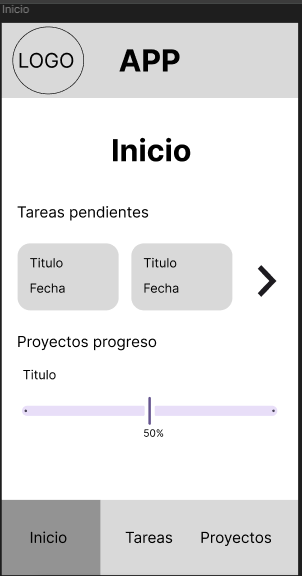 Inicio
LOGO APP
Inicio
Tareas pendientes
Titulo Titulo
Fecha Fecha
Proyectos progreso
Titulo
50%
Inicio Tareas Proyectos